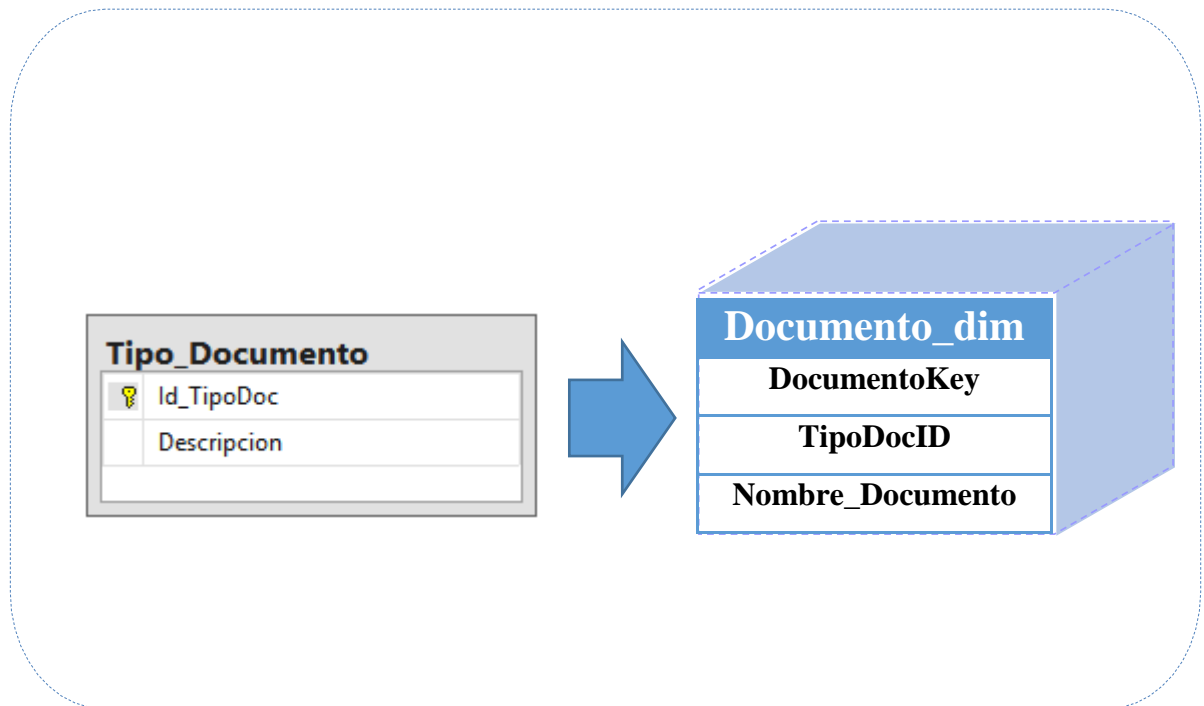 Tipo_Documento
Id_TipoDoc
Descripcion
Documento_dim
DocumentoKey
TipoDocID
Nombre_Documento